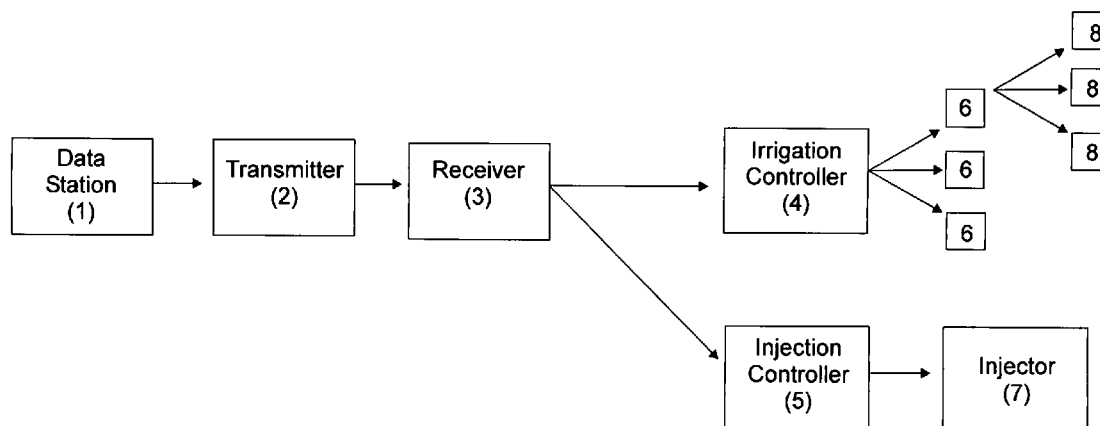 Data
Station
(1)
Transmitter
(2)
Receiver
(3)
Irrigation
Controller
(4)
6
6
6
8
8
8
Injection
Controller
(5)
Injector
(7)